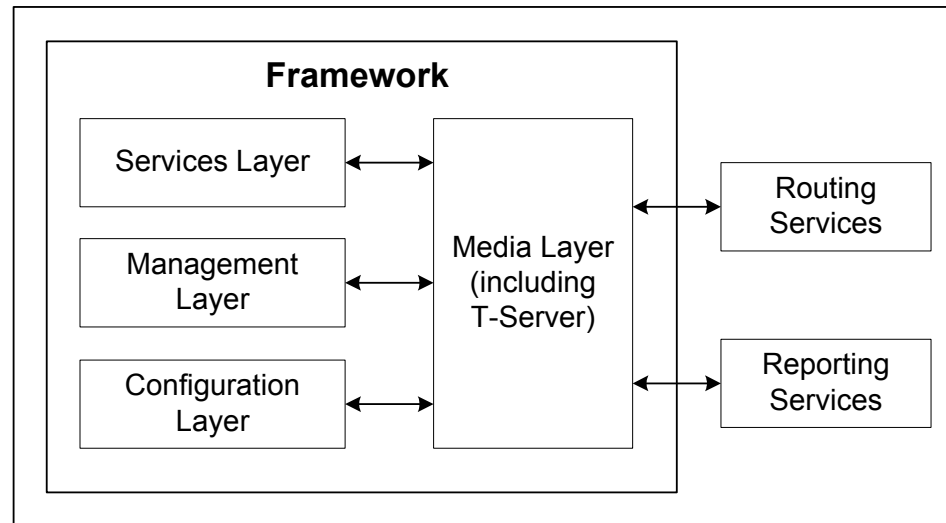 Framework
Services Layer
Management
Layer
Configuration
Layer
Media Layer
(including
T-Server)
Routing
Services
Reporting
Services